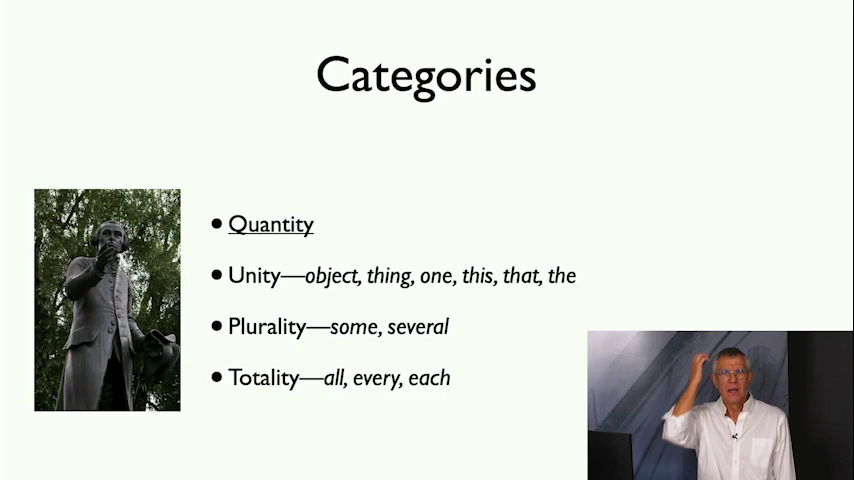 Categories
• Quantity
• Unity—object, thing, one, this, that, the
• Plurality—some, several
• Totality—all, every, each